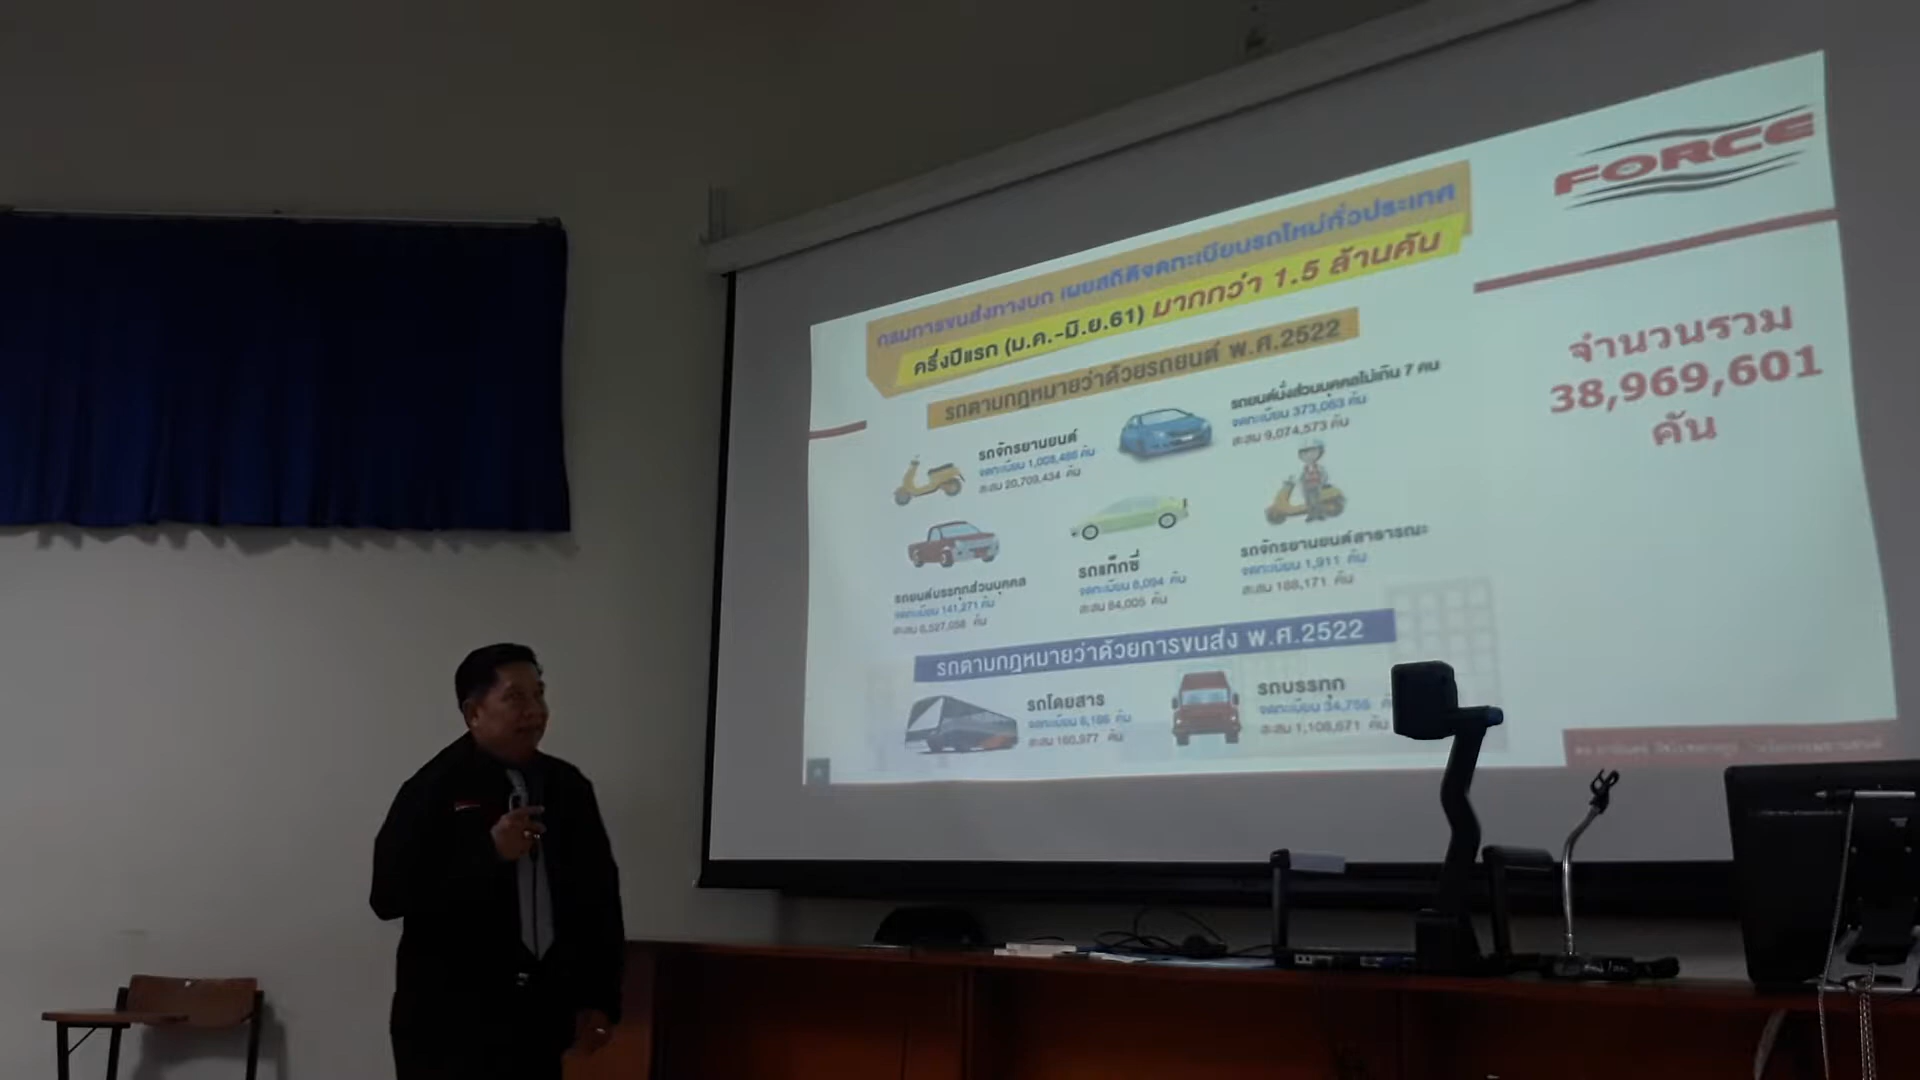 FORCE
กรมการขนส่งทางบก เผยสถิติจดทะเบียนรถใหม่ทั่วประเทศ
ครึ่งปีแรก (ม.ค.-มิ.ย.61) มากกว่า 1.5 ล้านคัน
จำนวนรวม
38,969,601
คัน
รถตามกฎหมายว่าด้วยรถยนต์ พ.ศ.2522
รถจักรยานยนต์
จดทะเบียน 1,008,466 คัน
สะสม 20,709,434 คัน
รถยนต์นั่งส่วนบุคคลไม่เกิน 7 คน
จดทะเบียน 373,063 คัน
สะสม 9,074,573 คัน
รถยนต์บรรทุกส่วนบุคคล
จดทะเบียน 141,271 คัน
สะสม 6,527,058 คัน
รถแท็กซี่
จดทะเบียน 6,094 คัน
สะสม 84,005 คัน
รถจักรยานยนต์สาธารณะ
จดทะเบียน 1,911 คัน
สะสม 188,171 คัน
รถตามกฎหมายว่าด้วยการขนส่ง พ.ศ.2522
รถโดยสาร
จดทะเบียน 6,186 คัน
สะสม 160,977 คัน
รถบรรทุก
จดทะเบียน 34,755
สะสม 1,108,671 คัน